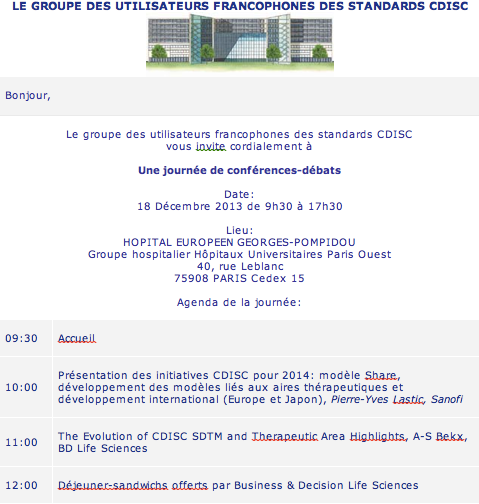 LE GROUPE DES UTILISATEURS FRANCOPHONES DES STANDARDS CDISC
Bonjour,
Le groupe des utilisateurs francophones des standards CDISC
vous invite cordialement à
Une journée de conférences-débats
Date:
18 Décembre 2013 de 9h30 à 17h30
Lieu:
HOPITAL EUROPEEN GEORGES-POMPIDOU
Groupe hospitalier Hôpitaux Universitaires Paris Ouest
40, rue Leblanc
75908 PARIS Cedex 15
Agenda de la journée:
09:30 Accueil
10:00 Présentation des initiatives CDISC pour 2014: modèle Share,
développement des modèles liés aux aires thérapeutiques et
développement international (Europe et Japon), Pierre-Yves Lastic, Sanofi
11:00 The Evolution of CDISC SDTM and Therapeutic Area Highlights, A-S Bekx,
BD Life Sciences
12:00 Déjeuner-sandwichs offerts par Business & Decision Life Sciences